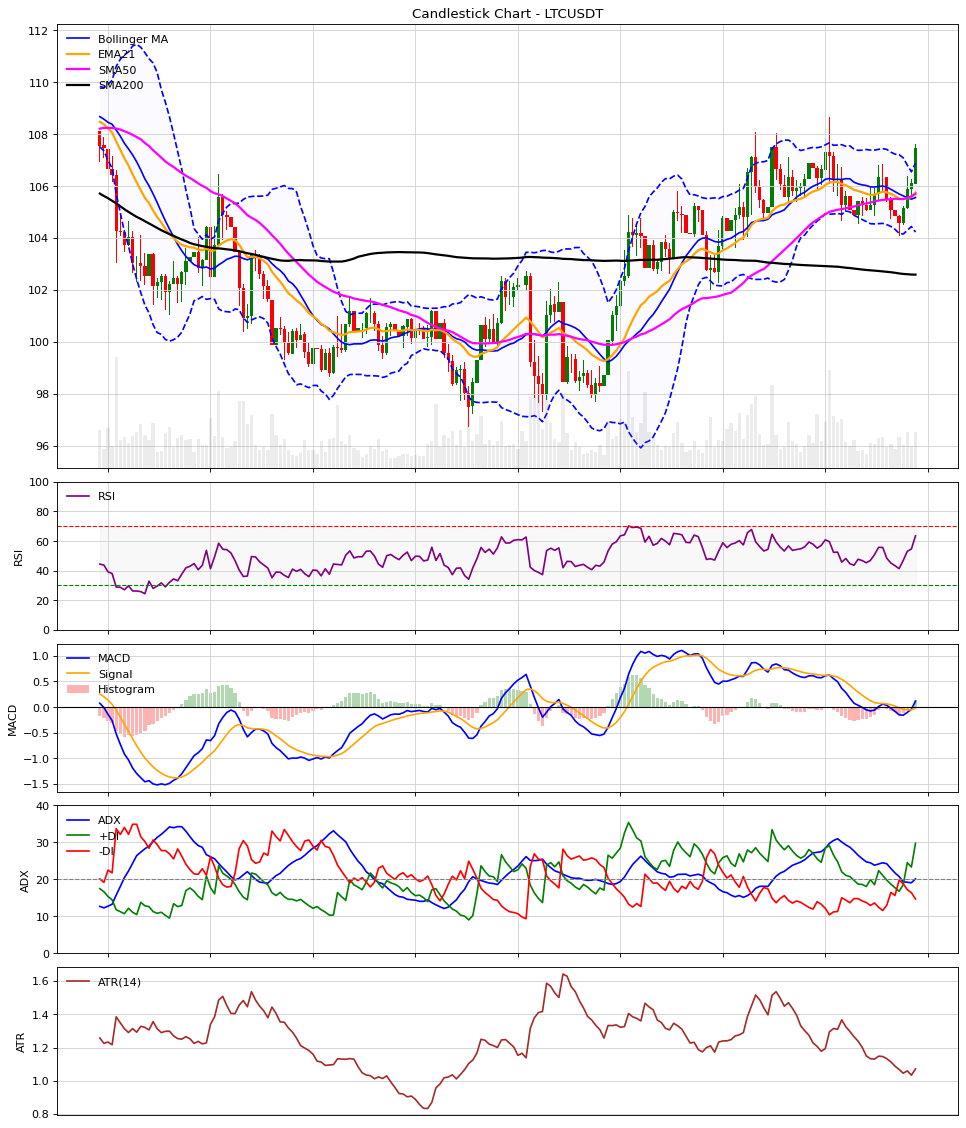 Candlestick Chart - LTCUSDT
112
110
108
106
104
102
100
98
96
Bollinger MA
EMA21
SMA50
SMA200
100
80
60
40
20
0
RSI
RSI
1.0
0.5
0.0
−0.5
−1.0
−1.5
MACD
MACD
Signal
Histogram
40
30
20
10
0
ADX
ADX
+DI
-DI
1.6
1.4
1.2
1.0
0.8
ATR
ATR(14)